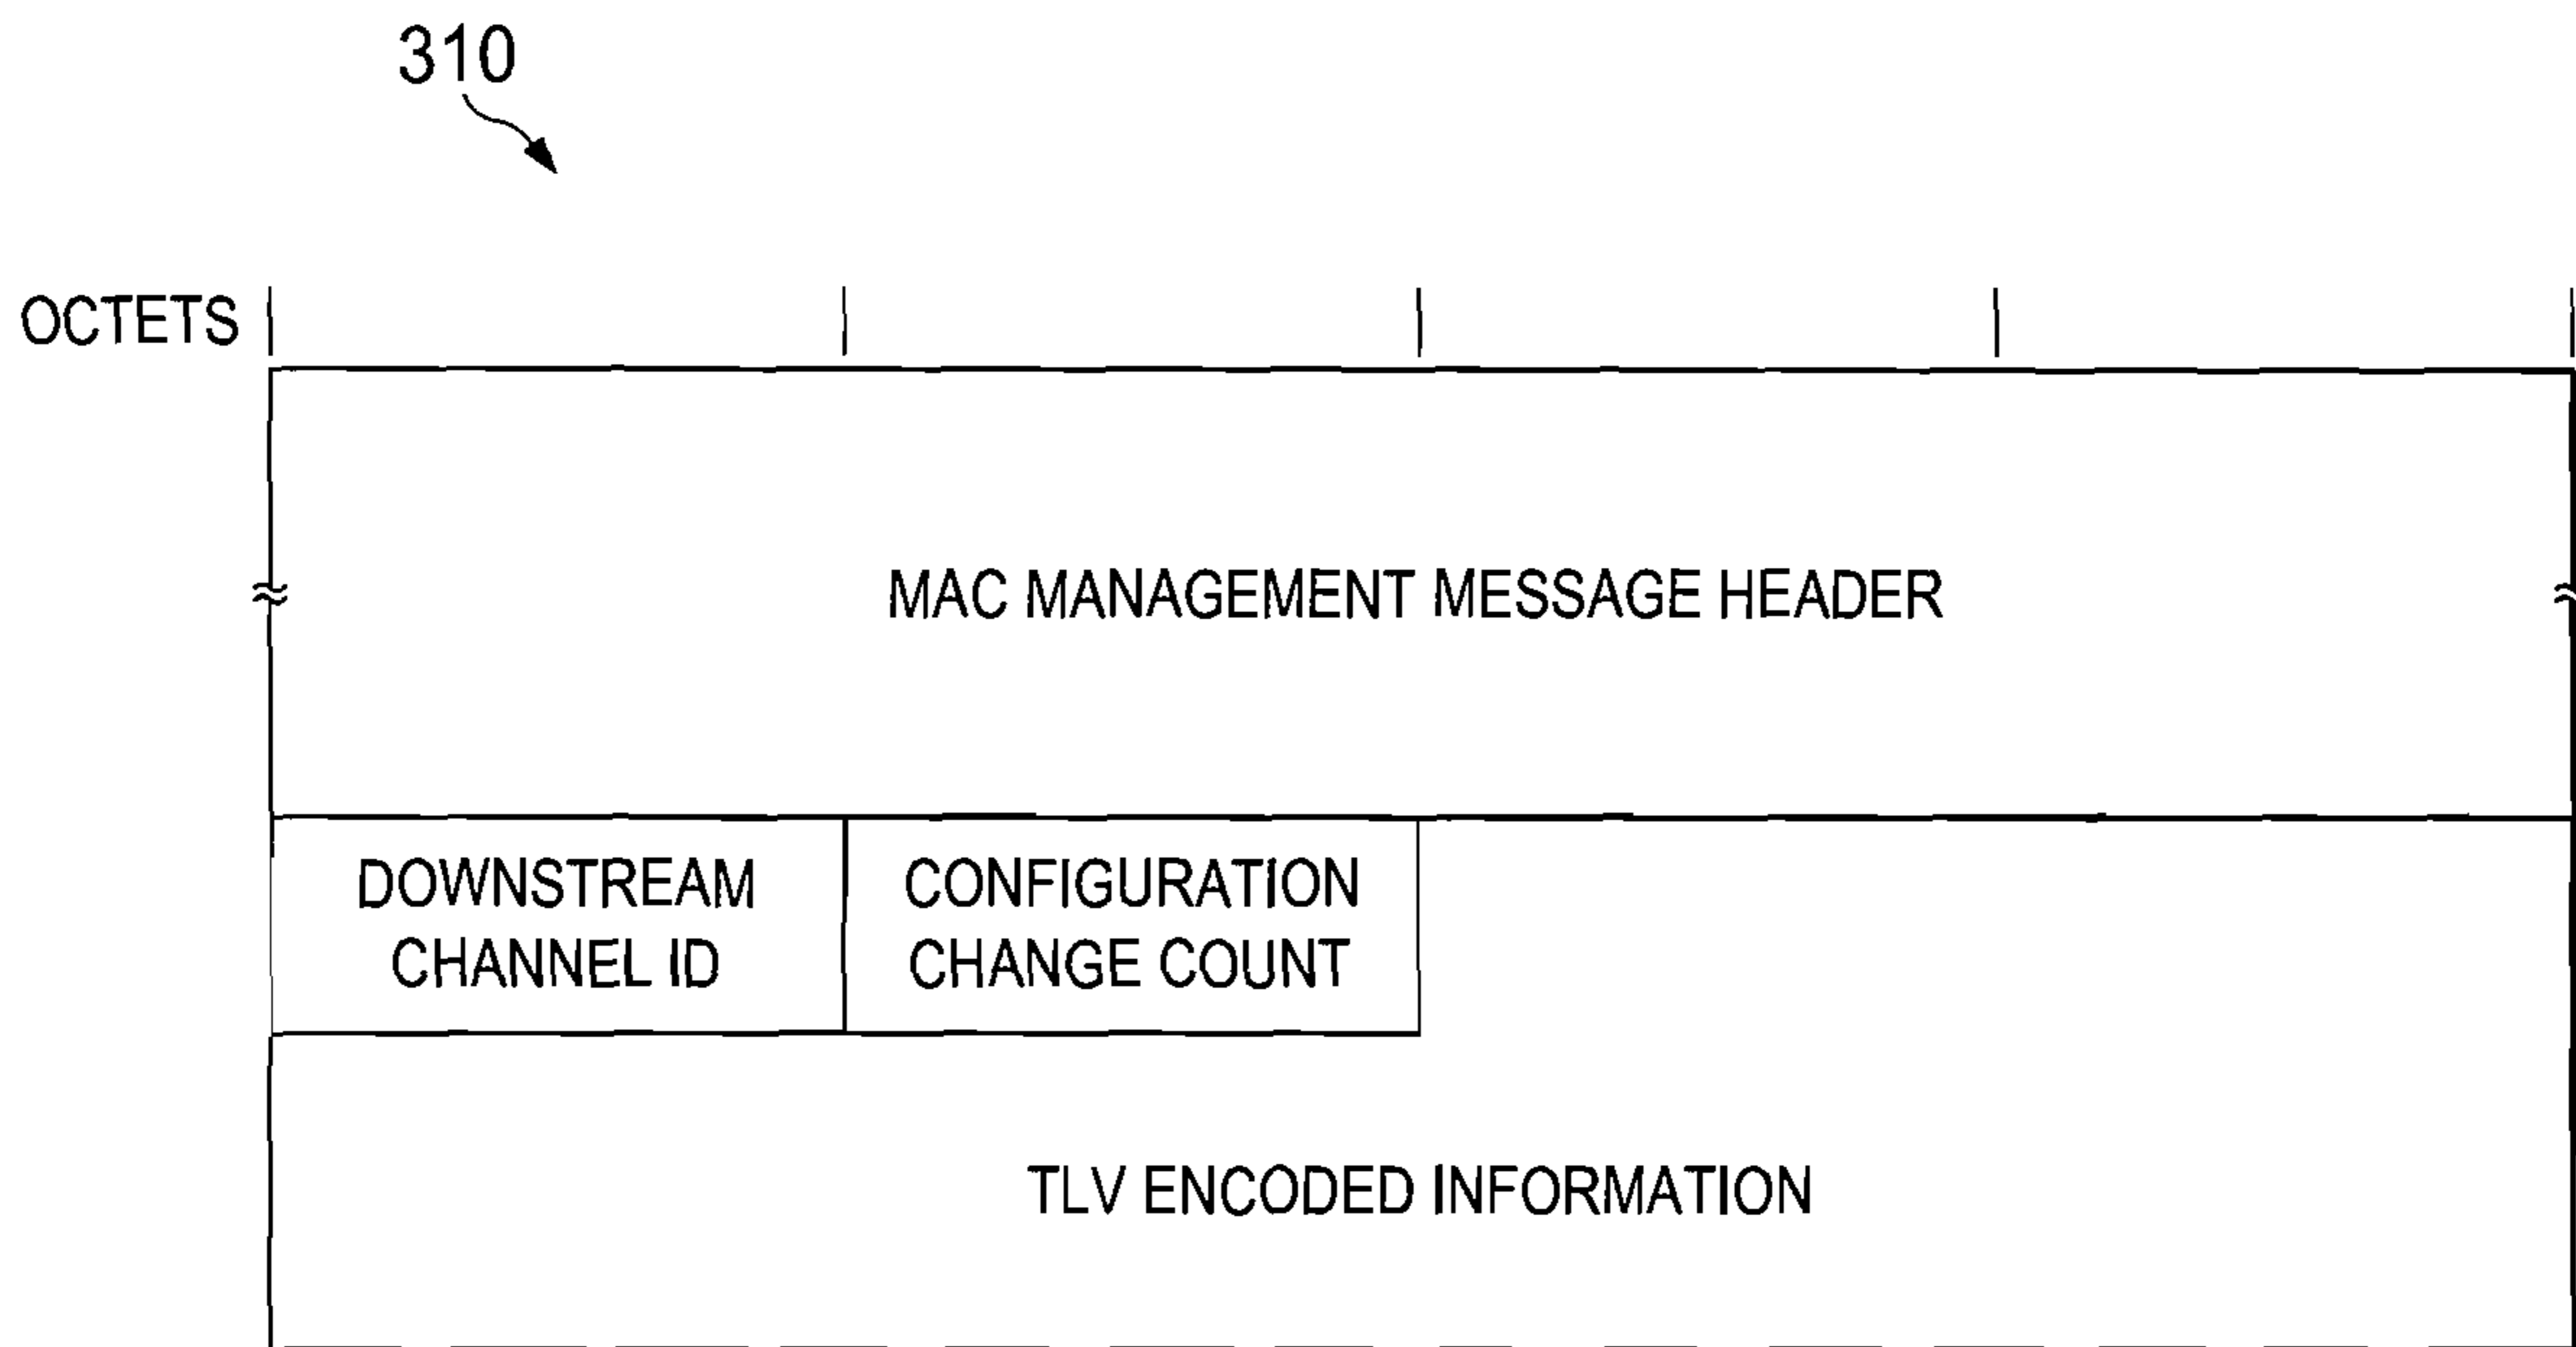 310
OCTETS
MAC MANAGEMENT MESSAGE HEADER
DOWNSTREAM
CHANNEL ID
CONFIGURATION
CHANGE COUNT
TLV ENCODED INFORMATION